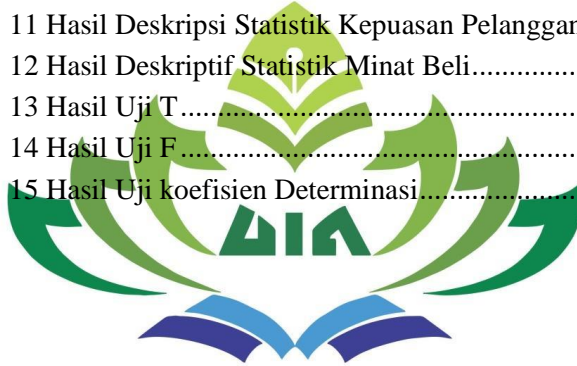 11 Hasil Deskripsi Statistik Kepuasan Pelanggan
12 Hasil Deskriptif Statistik Minat Beli....................
13 Hasil Uji T..............................................................
14 Hasil Uji F..............................................................
15 Hasil Uji koefisien Determinasi.........................
UIN